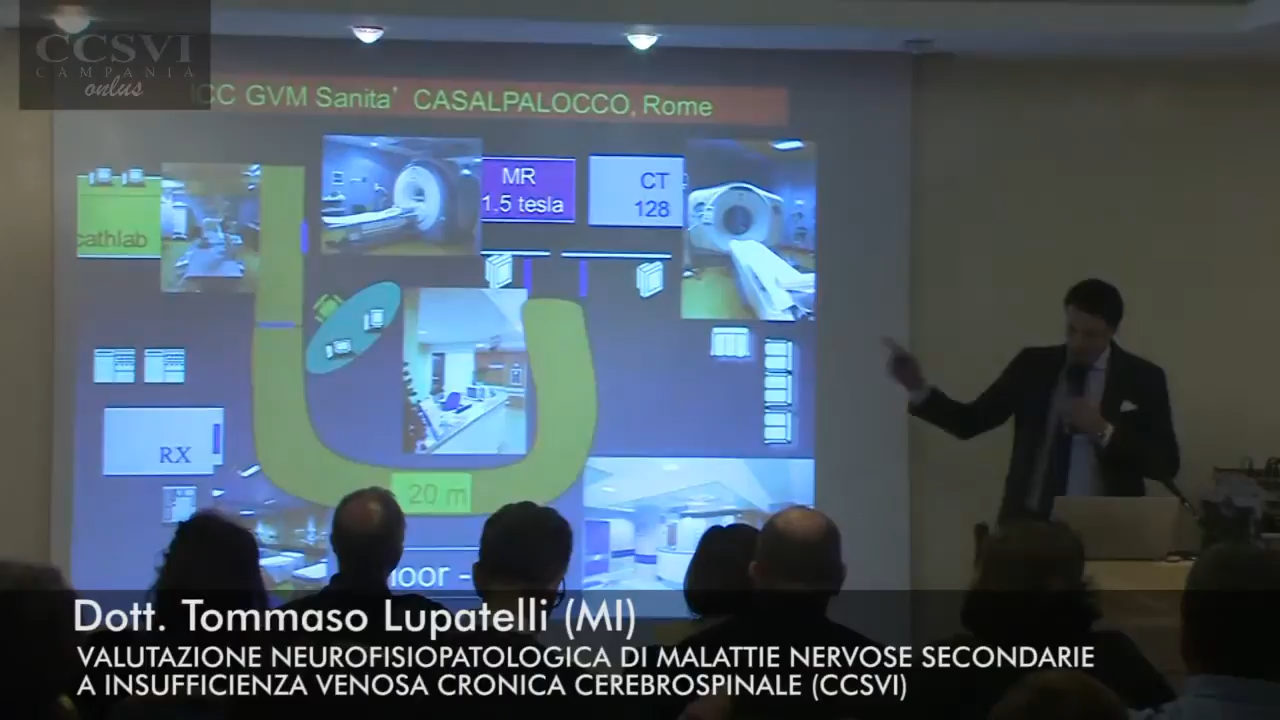 CCSVI
CAMPANIA
onlus
ICC GVM Sanita' CASALPALOCCO, Rome
MR
1,5 tesla
CT
128
cathlab
RX
20 m
Dott. Tommaso Lupatelli (MI)
VALUTAZIONE NEUROFISIOPATOLOGICA DI MALATTIE NERVOSE SECONDARIE
A INSUFFICIENZA VENOSA CRONICA CEREBROSPINALE (CCSVI)